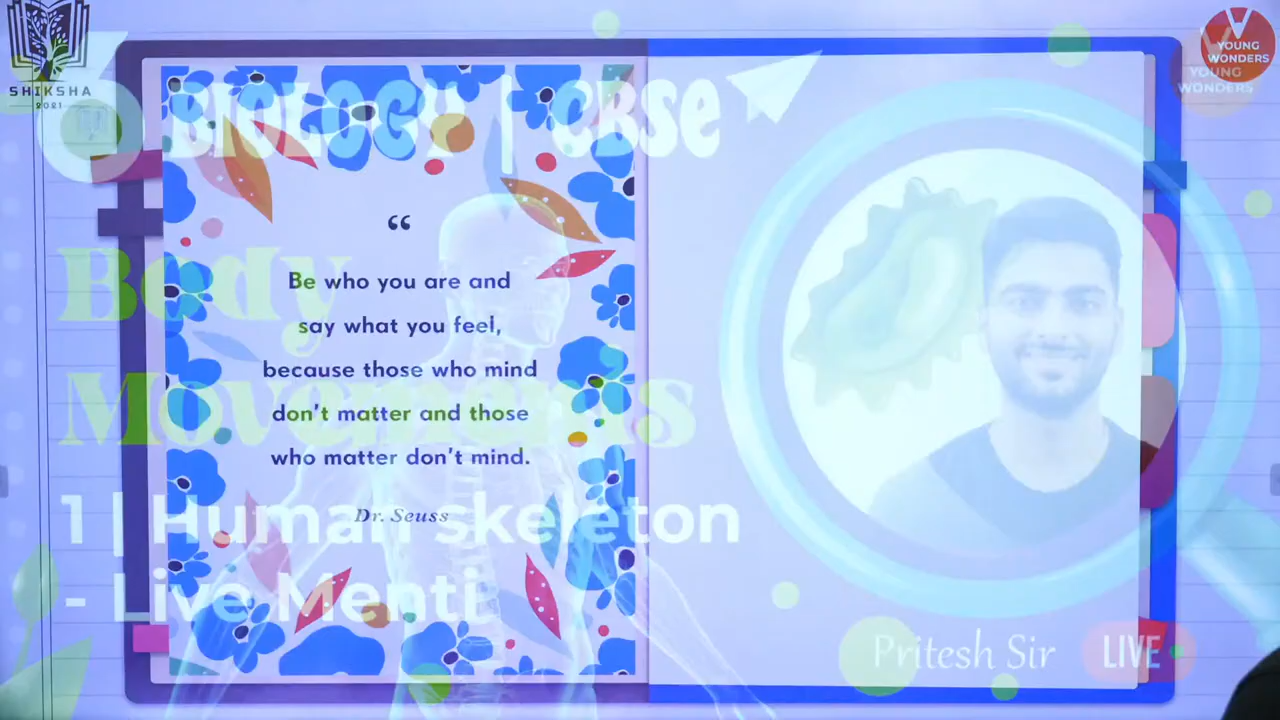 SHIKSHA
2021
YOUNG
WONDERS
YOUNG
WONDERS
BIOLOGY | CBSE
“
Be who you are and
say what you feel,
because those who mind
don't matter and those
who matter don't mind.
Dr. Seuss
Body
Movements
1 | Human skeleton
- Live Menti
Pritesh Sir
LIVE